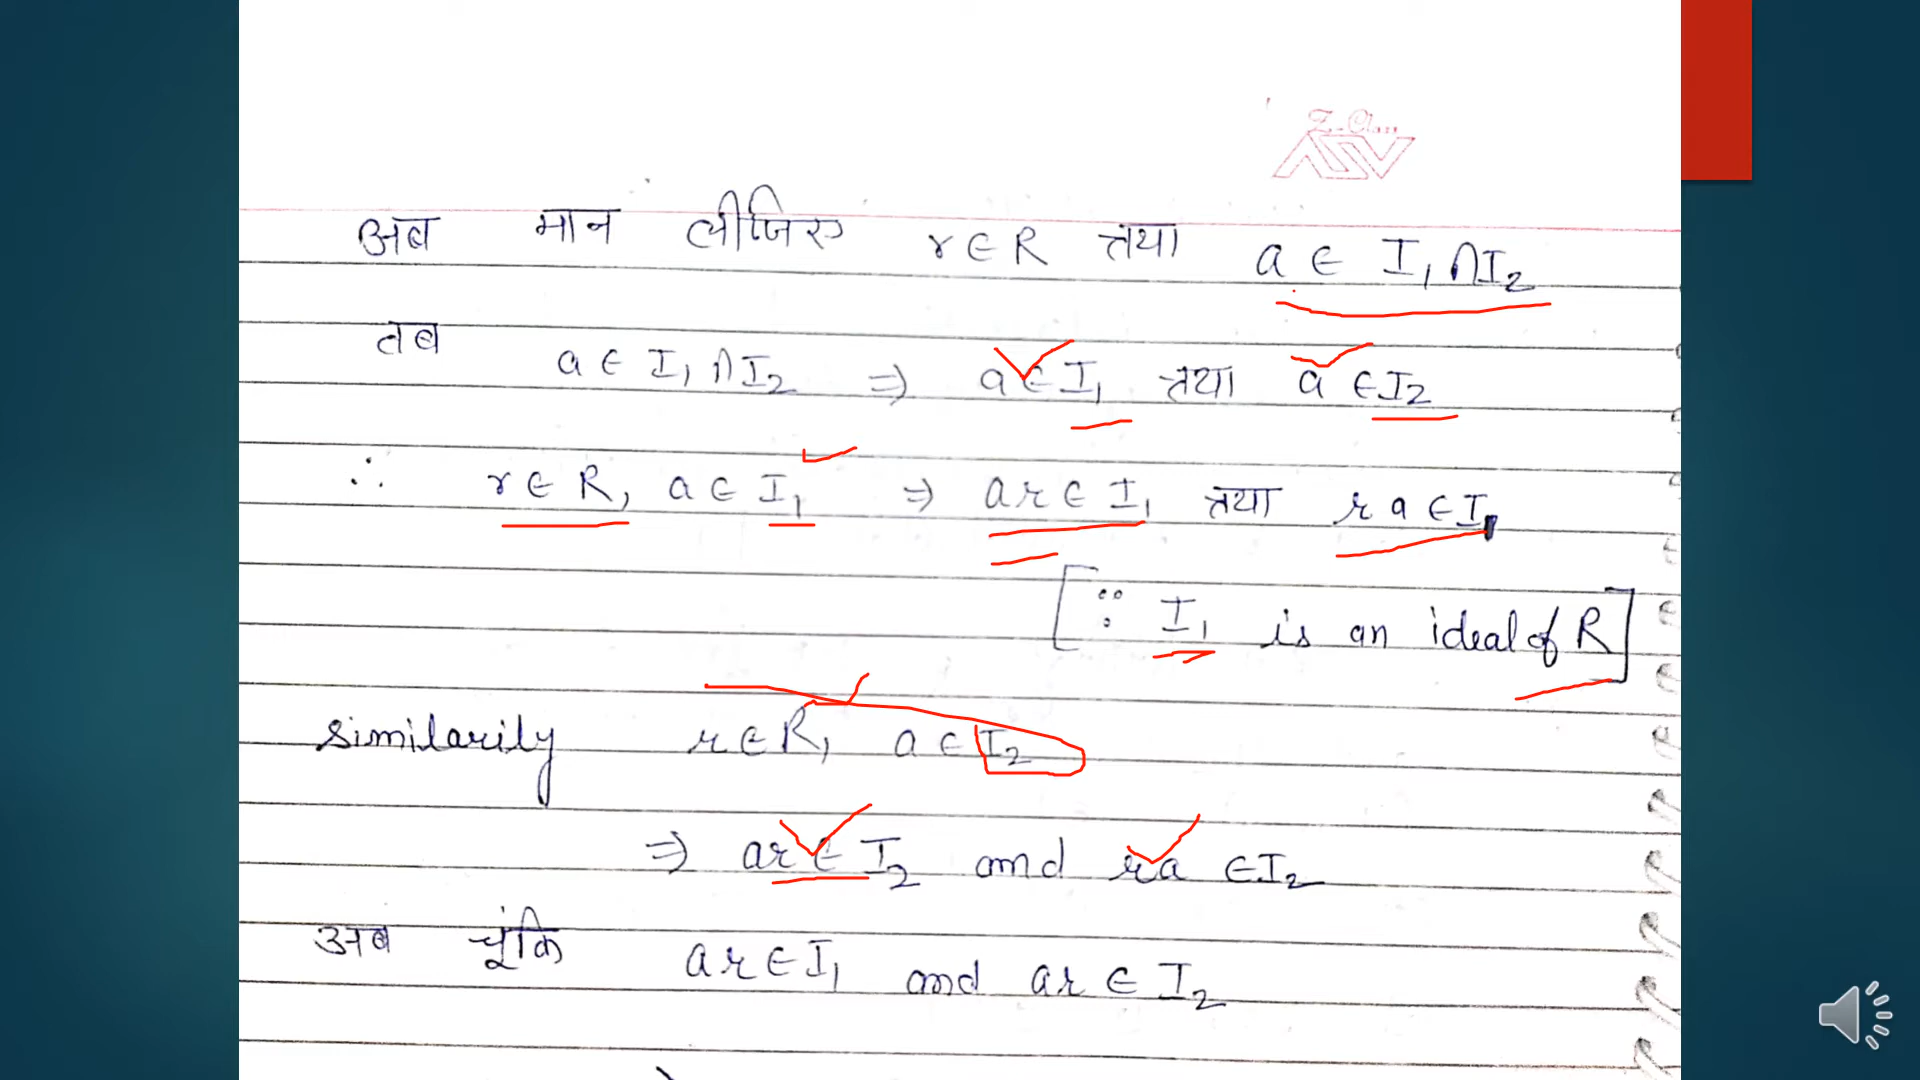 E-Class
अब मान लीजिए r ∈ R तथा a ∈ I₁ ∩ I₂
तब a ∈ I₁ ∩ I₂ ⇒ a ∈ I₁ तथा a ∈ I₂
∴ r ∈ R, a ∈ I₁ ⇒ ar ∈ I₁ तथा ra ∈ I₁
[∵ I₁ is an ideal of R]
similarily r ∈ R, a ∈ I₂
⇒ ar ∈ I₂ and ra ∈ I₂
अब चूंकि ar ∈ I₁ and ar ∈ I₂